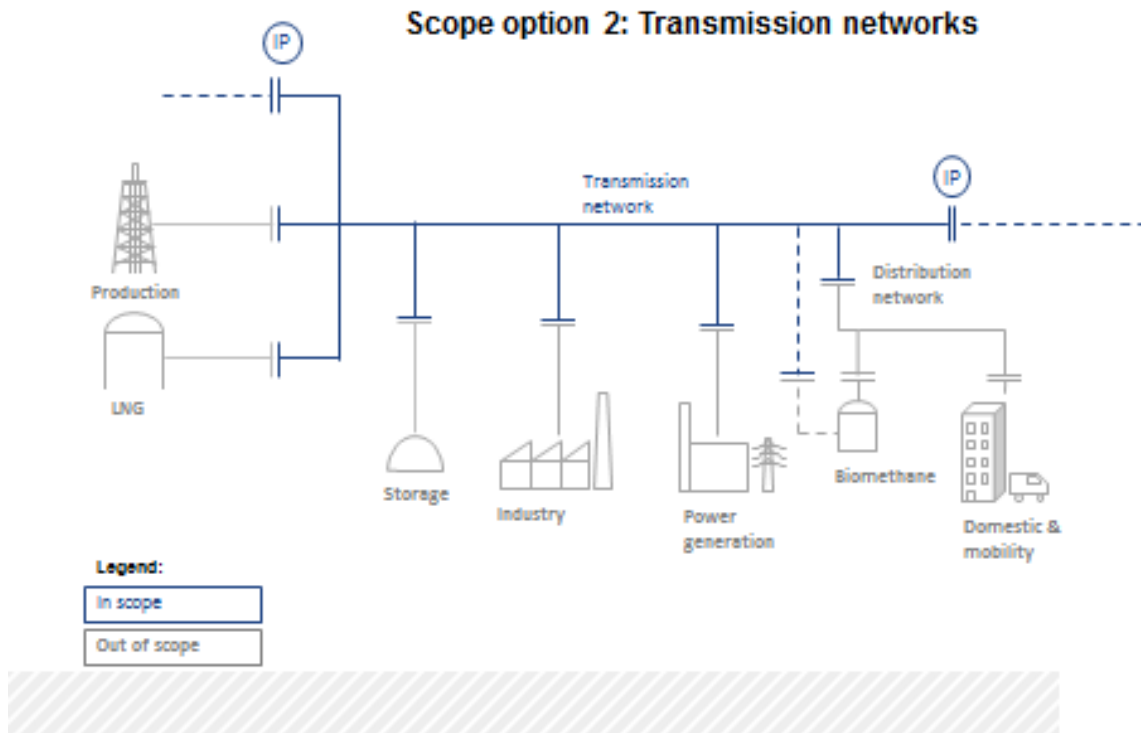 Scope option 2: Transmission networks
IP
IP
Transmission
network
Distribution
network
Production
LNG
Storage
Industry
Power
generation
Biomethane
Domestic &
mobility
Legend:
In scope
Out of scope